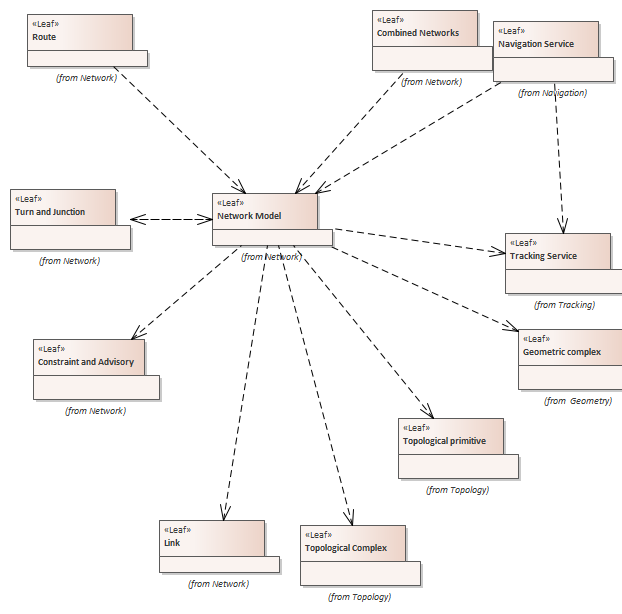 «Leaf»
Route
(from Network)
«Leaf»
Combined Networks
(from Network)
«Leaf»
Navigation Service
(from Navigation)
«Leaf»
Turn and Junction
(from Network)
«Leaf»
Network Model
(from Network)
«Leaf»
Tracking Service
(from Tracking)
«Leaf»
Geometric complex
(from  Geometry)
«Leaf»
Constraint and Advisory
(from Network)
«Leaf»
Topological primitive
(from Topology)
«Leaf»
Link
(from Network)
«Leaf»
Topological Complex
(from Topology)